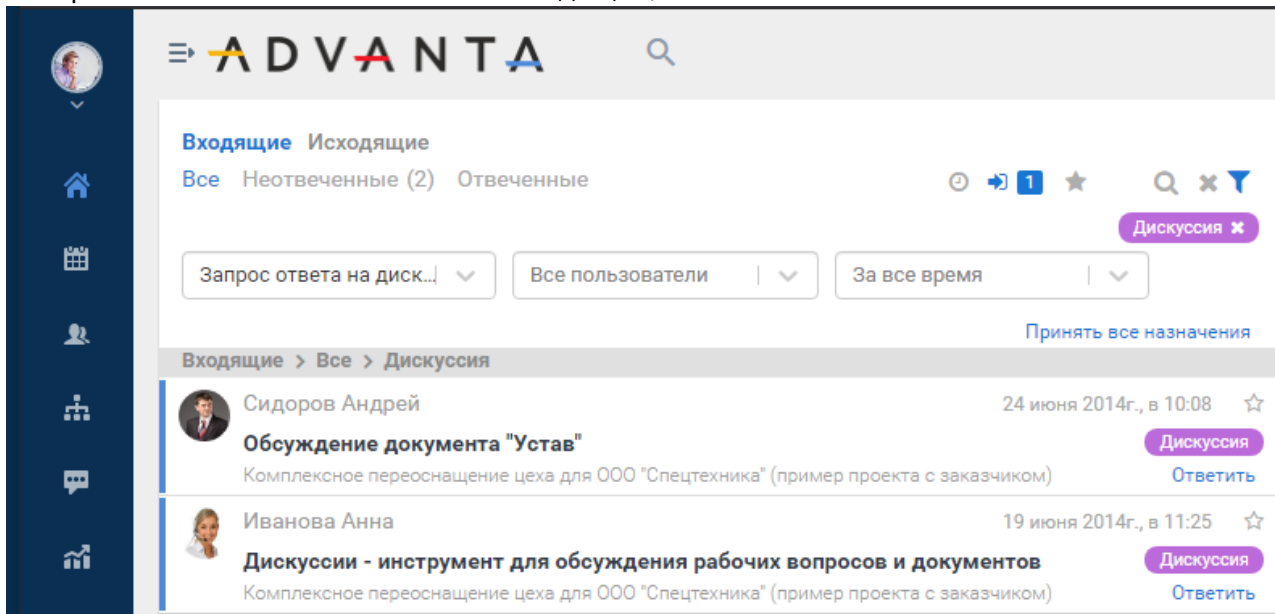 ADVANTA
Входящие Исходящие
Все Неотвеченные (2) Отвеченные 1
Дискуссия
Запрос ответа на диск... Все пользователи За все время
Принять все назначения
Входящие > Все > Дискуссия
Сидоров Андрей 24 июня 2014г., в 10:08
Обсуждение документа "Устав" Дискуссия
Комплексное переоснащение цеха для ООО "Спецтехника" (пример проекта с заказчиком) Ответить
Иванова Анна 19 июня 2014г., в 11:25
Дискуссии - инструмент для обсуждения рабочих вопросов и документов Дискуссия
Комплексное переоснащение цеха для ООО "Спецтехника" (пример проекта с заказчиком) Ответить